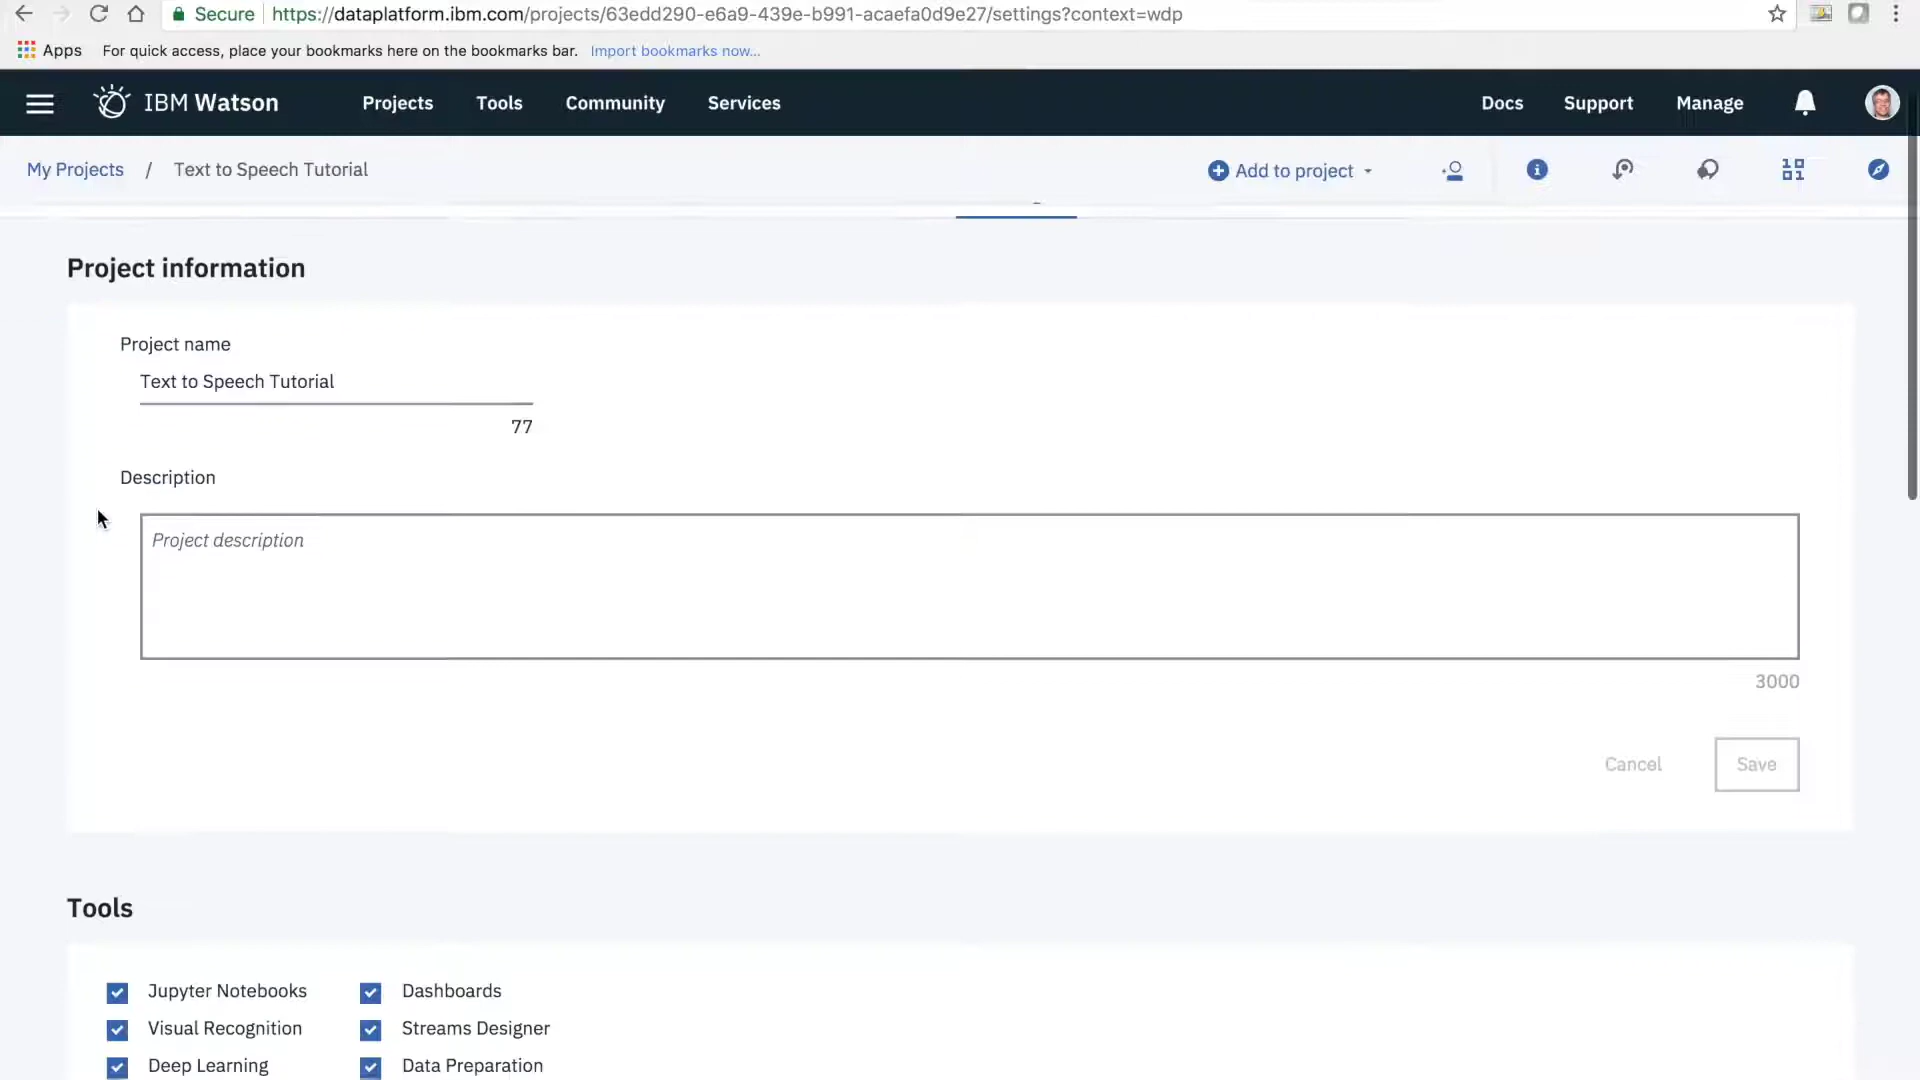 Secure https://dataplatform.ibm.com/projects/63edd290-e6a9-439e-b991-acaefa0d9e27/settings?context=wdp
Apps For quick access, place your bookmarks here on the bookmarks bar. Import bookmarks now...
IBM Watson Projects Tools Community Services Docs Support Manage
My Projects / Text to Speech Tutorial Add to project
Project information
Project name
Text to Speech Tutorial
77
Description
Project description
3000
Cancel Save
Tools
Jupyter Notebooks Dashboards
Visual Recognition Streams Designer
Deep Learning Data Preparation